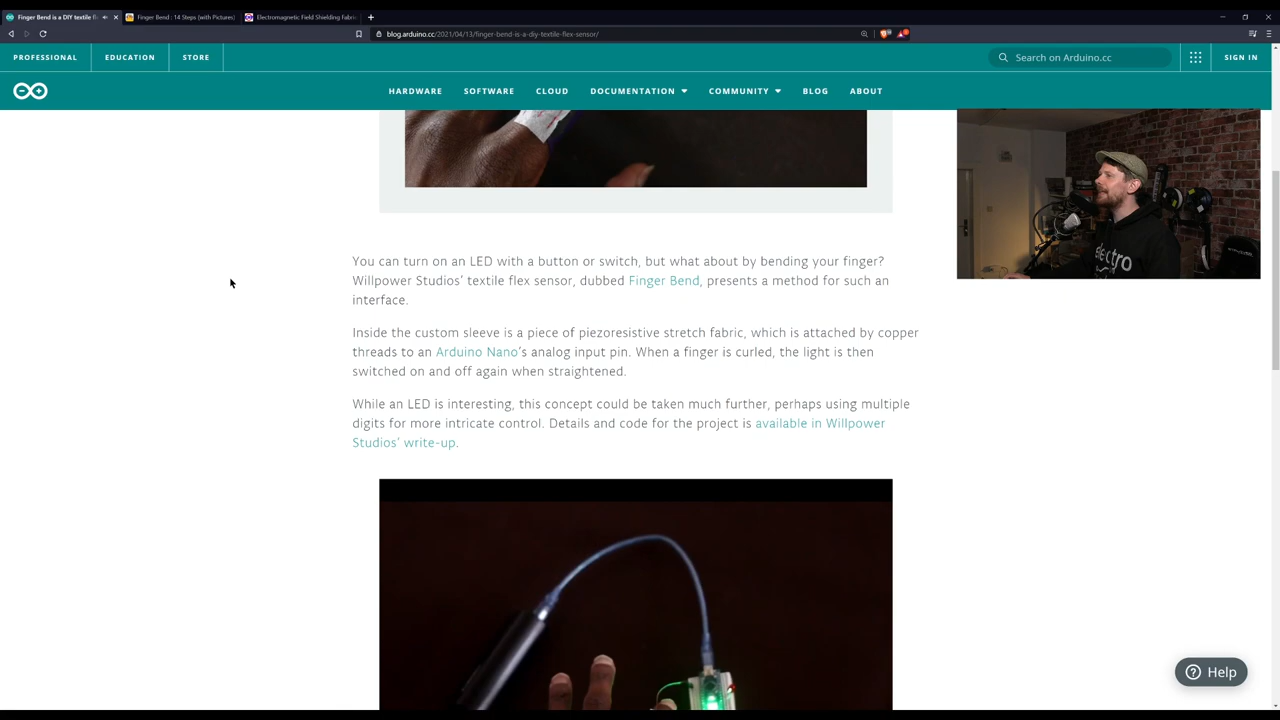 Finger Bend is a DIY textile fl
Finger Bend : 14 Steps (with Pictures)
Electromagnetic Field Shielding Fabric
blog.arduino.cc/2021/04/13/finger-bend-is-a-diy-textile-flex-sensor/
PROFESSIONAL
EDUCATION
STORE
Search on Arduino.cc
SIGN IN
HARDWARE
SOFTWARE
CLOUD
DOCUMENTATION
COMMUNITY
BLOG
ABOUT
electro
You can turn on an LED with a button or switch, but what about by bending your finger?
Willpower Studios’ textile flex sensor, dubbed Finger Bend, presents a method for such an
interface.
Inside the custom sleeve is a piece of piezoresistive stretch fabric, which is attached by copper
threads to an Arduino Nano’s analog input pin. When a finger is curled, the light is then
switched on and off again when straightened.
While an LED is interesting, this concept could be taken much further, perhaps using multiple
digits for more intricate control. Details and code for the project is available in Willpower
Studios’ write-up.
Help